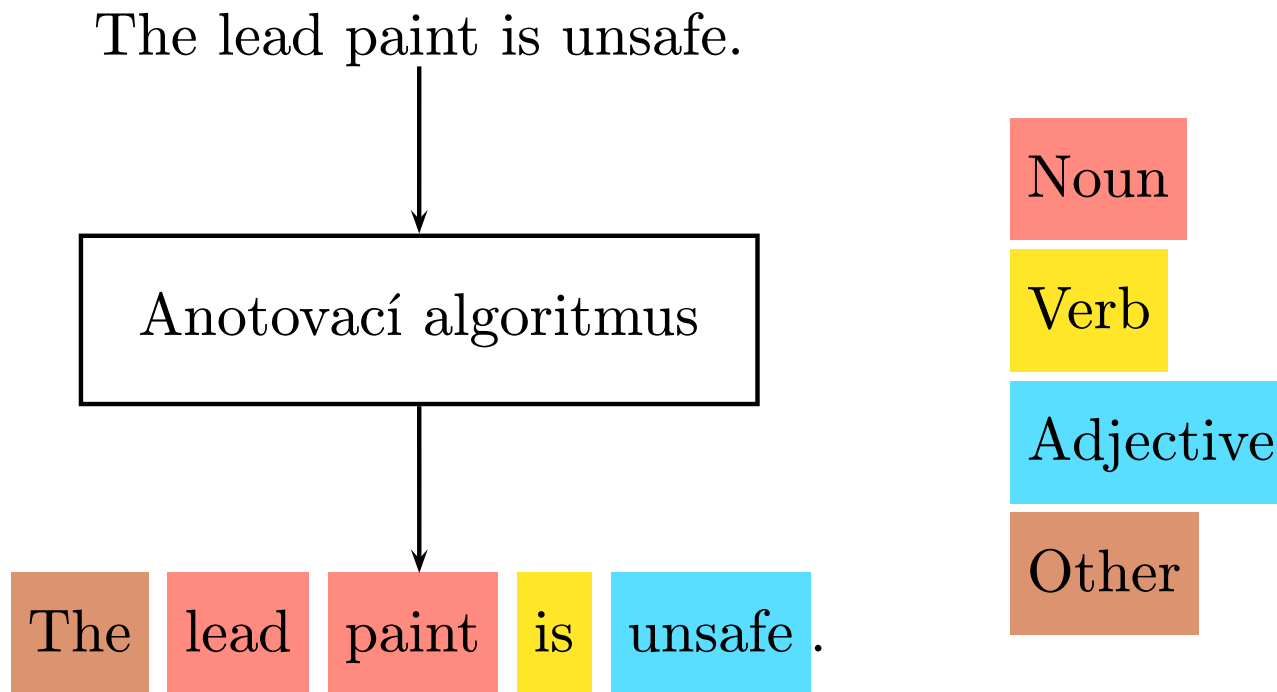 The lead paint is unsafe.
Anotovací algoritmus
The lead paint is unsafe .
Noun
Verb
Adjective
Other